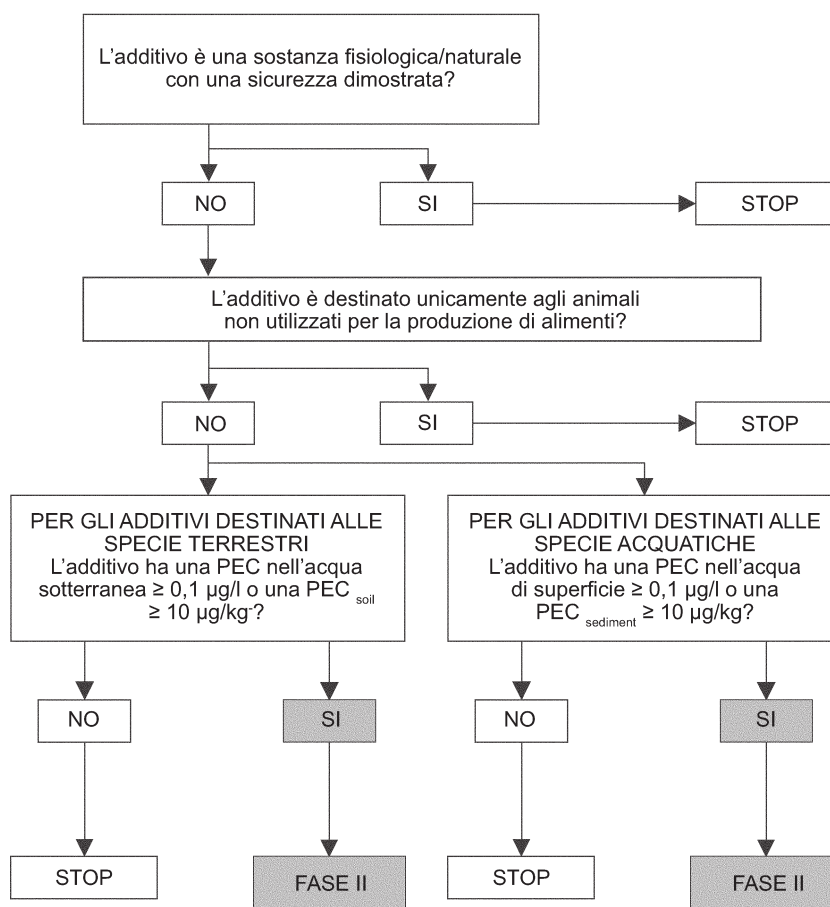 L'additivo è una sostanza fisiologica/naturale
con una sicurezza dimostrata?
NO
SI
STOP
L'additivo è destinato unicamente agli animali
non utilizzati per la produzione di alimenti?
NO
SI
STOP
PER GLI ADDITIVI DESTINATI ALLE
SPECIE TERRESTRI
L'additivo ha una PEC nell'acqua
sotterranea ≥ 0,1 µg/l o una PEC soil
≥ 10 µg/kg-?
PER GLI ADDITIVI DESTINATI ALLE
SPECIE ACQUATICHE
L'additivo ha una PEC nell'acqua
di superficie ≥ 0,1 µg/l o una
PEC sediment ≥ 10 µg/kg?
NO
SI
NO
SI
STOP
FASE II
STOP
FASE II